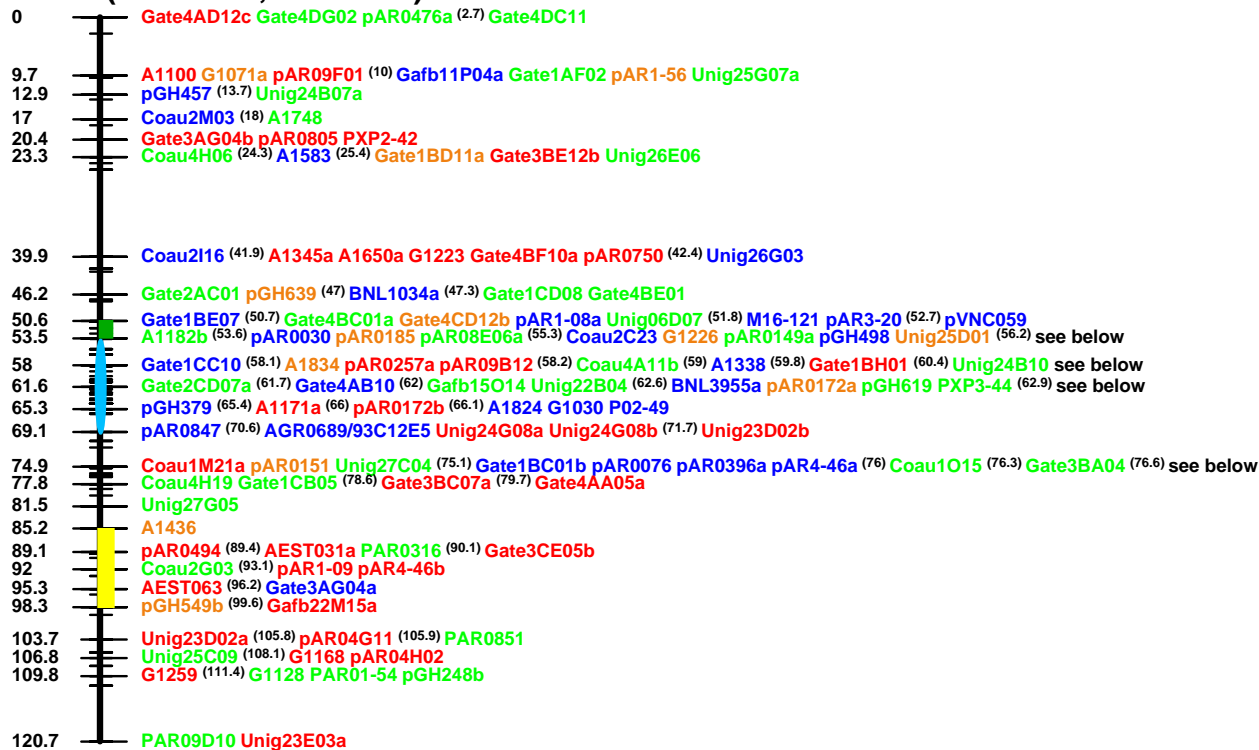 0 Gate4AD12c Gate4DG02 pAR0476a (2.7) Gate4DC11
9.7 A1100 G1071a pAR09F01 (10) Gafb11P04a Gate1AF02 pAR1-56 Unig25G07a
12.9 pGH457 (13.7) Unig24B07a
17 Coau2M03 (18) A1748
20.4 Gate3AG04b pAR0805 PXP2-42
23.3 Coau4H06 (24.3) A1583 (25.4) Gate1BD11a Gate3BE12b Unig26E06
39.9 Coau2I16 (41.9) A1345a A1650a G1223 Gate4BF10a pAR0750 (42.4) Unig26G03
46.2 Gate2AC01 pGH639 (47) BNL1034a (47.3) Gate1CD08 Gate4BE01
50.6 Gate1BE07 (50.7) Gate4BC01a Gate4CD12b pAR1-08a Unig06D07 (51.8) M16-121 pAR3-20 (52.7) pVNC059
53.5 A1182b (53.6) pAR0030 pAR0185 pAR08E06a (55.3) Coau2C23 G1226 pAR0149a pGH498 Unig25D01 (56.2) see below
58 Gate1CC10 (58.1) A1834 pAR0257a pAR09B12 (58.2) Coau4A11b (59) A1338 (59.8) Gate1BH01 (60.4) Unig24B10 see below
61.6 Gate2CD07a (61.7) Gate4AB10 (62) Gafb15O14 Unig22B04 (62.6) BNL3955a pAR0172a pGH619 PXP3-44 (62.9) see below
65.3 pGH379 (65.4) A1171a (66) pAR0172b (66.1) A1824 G1030 P02-49
69.1 pAR0847 (70.6) AGR0689/93C12E5 Unig24G08a Unig24G08b (71.7) Unig23D02b
74.9 Coau1M21a pAR0151 Unig27C04 (75.1) Gate1BC01b pAR0076 pAR0396a pAR4-46a (76) Coau1O15 (76.3) Gate3BA04 (76.6) see below
77.8 Coau4H19 Gate1CB05 (78.6) Gate3BC07a (79.7) Gate4AA05a
81.5 Unig27G05
85.2 A1436
89.1 pAR0494 (89.4) AEST031a PAR0316 (90.1) Gate3CE05b
92 Coau2G03 (93.1) pAR1-09 pAR4-46b
95.3 AEST063 (96.2) Gate3AG04a
98.3 pGH549b (99.6) Gafb22M15a
103.7 Unig23D02a (105.8) pAR04G11 (105.9) PAR0851
106.8 Unig25C09 (108.1) G1168 pAR04H02
109.8 G1259 (111.4) G1128 PAR01-54 pGH248b
120.7 PAR09D10 Unig23E03a